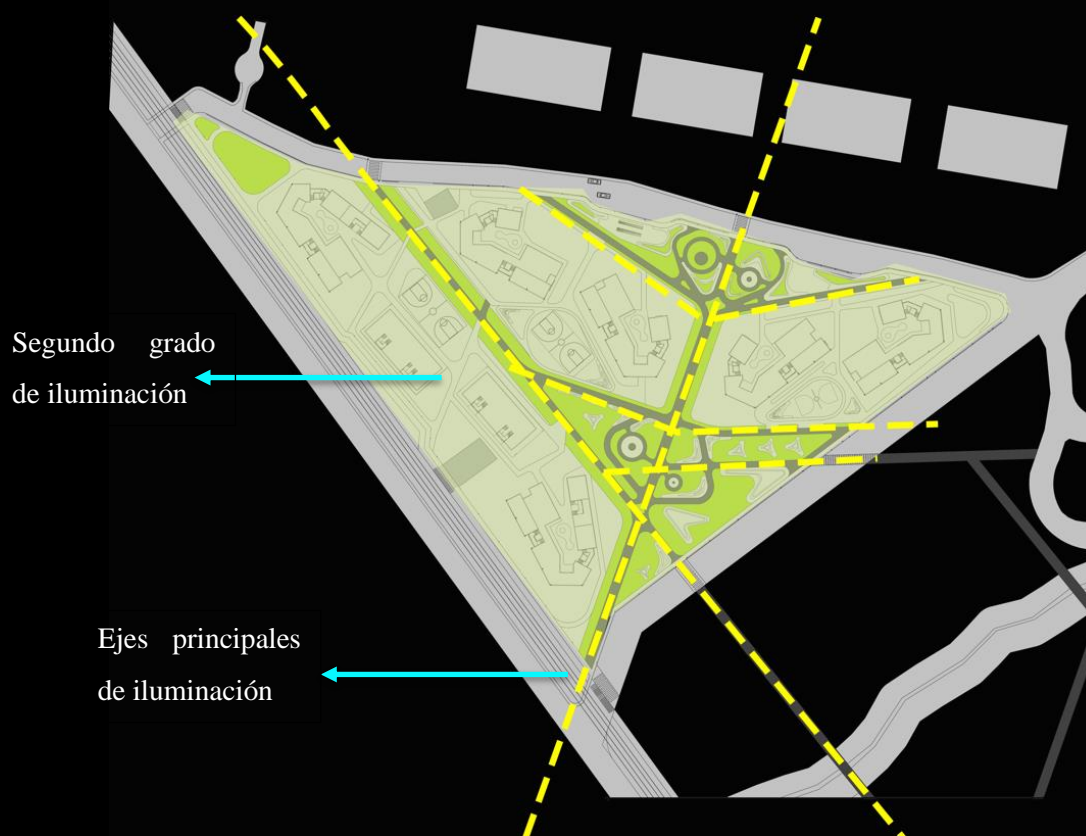 Segundo grado
de iluminación
Ejes principales
de iluminación